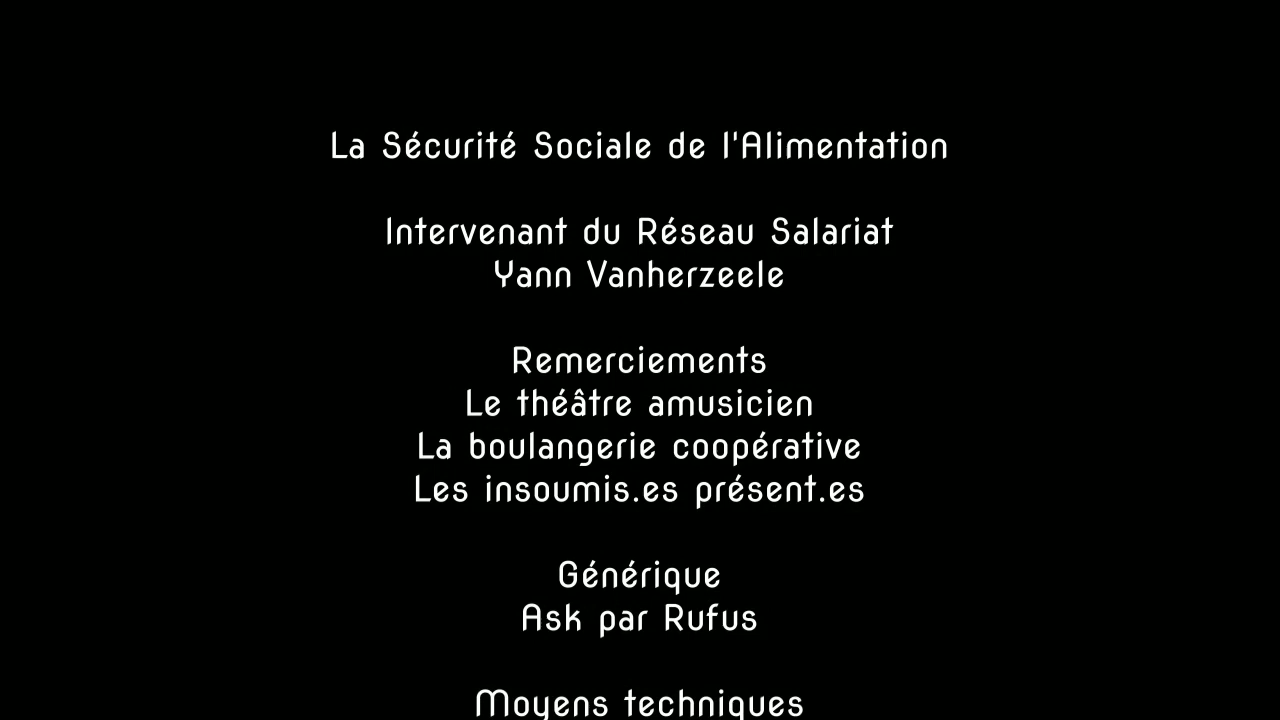 La Sécurité Sociale de l'Alimentation
Intervenant du Réseau Salariat
Yann Vanherzeele
Remerciements
Le théâtre amusicien
La boulangerie coopérative
Les insoumis.es présent.es
Générique
Ask par Rufus
Moyens techniques